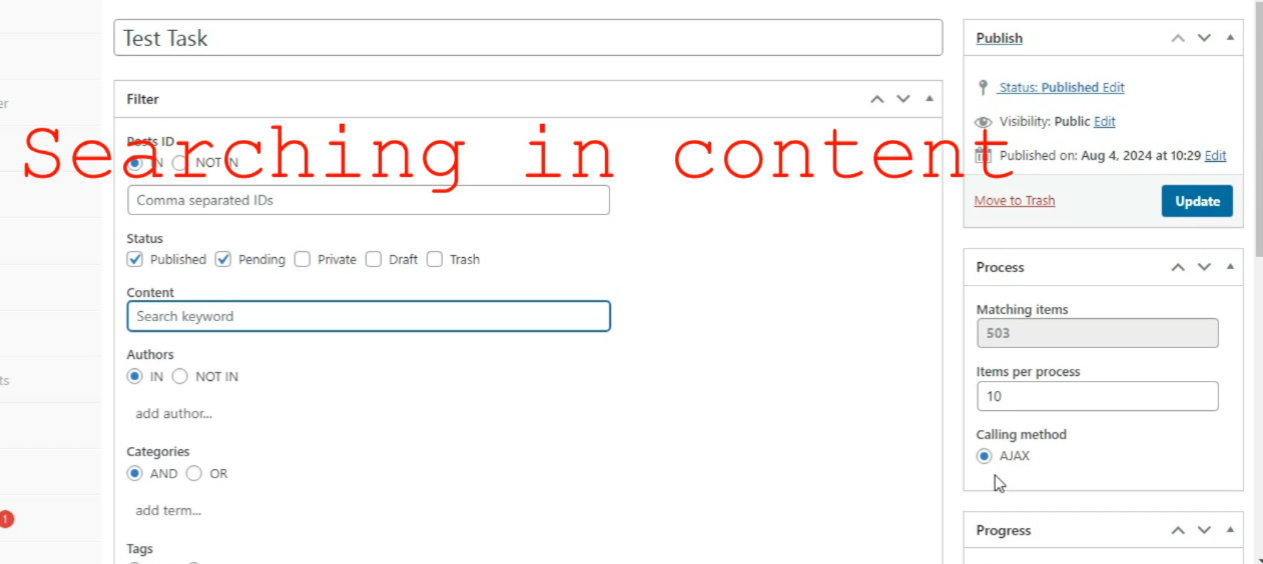 Test Task
Filter
Posts ID
IN NOT IN
Comma separated IDs
Status
Published Pending Private Draft Trash
Content
Search keyword
Authors
IN NOT IN
add author...
Categories
AND OR
add term...
Tags
Searching in content
Publish
Status: Published Edit
Visibility: Public Edit
Published on: Aug 4, 2024 at 10:29 Edit
Move to Trash
Update
Process
Matching items
503
Items per process
10
Calling method
AJAX
Progress
er
ts
1